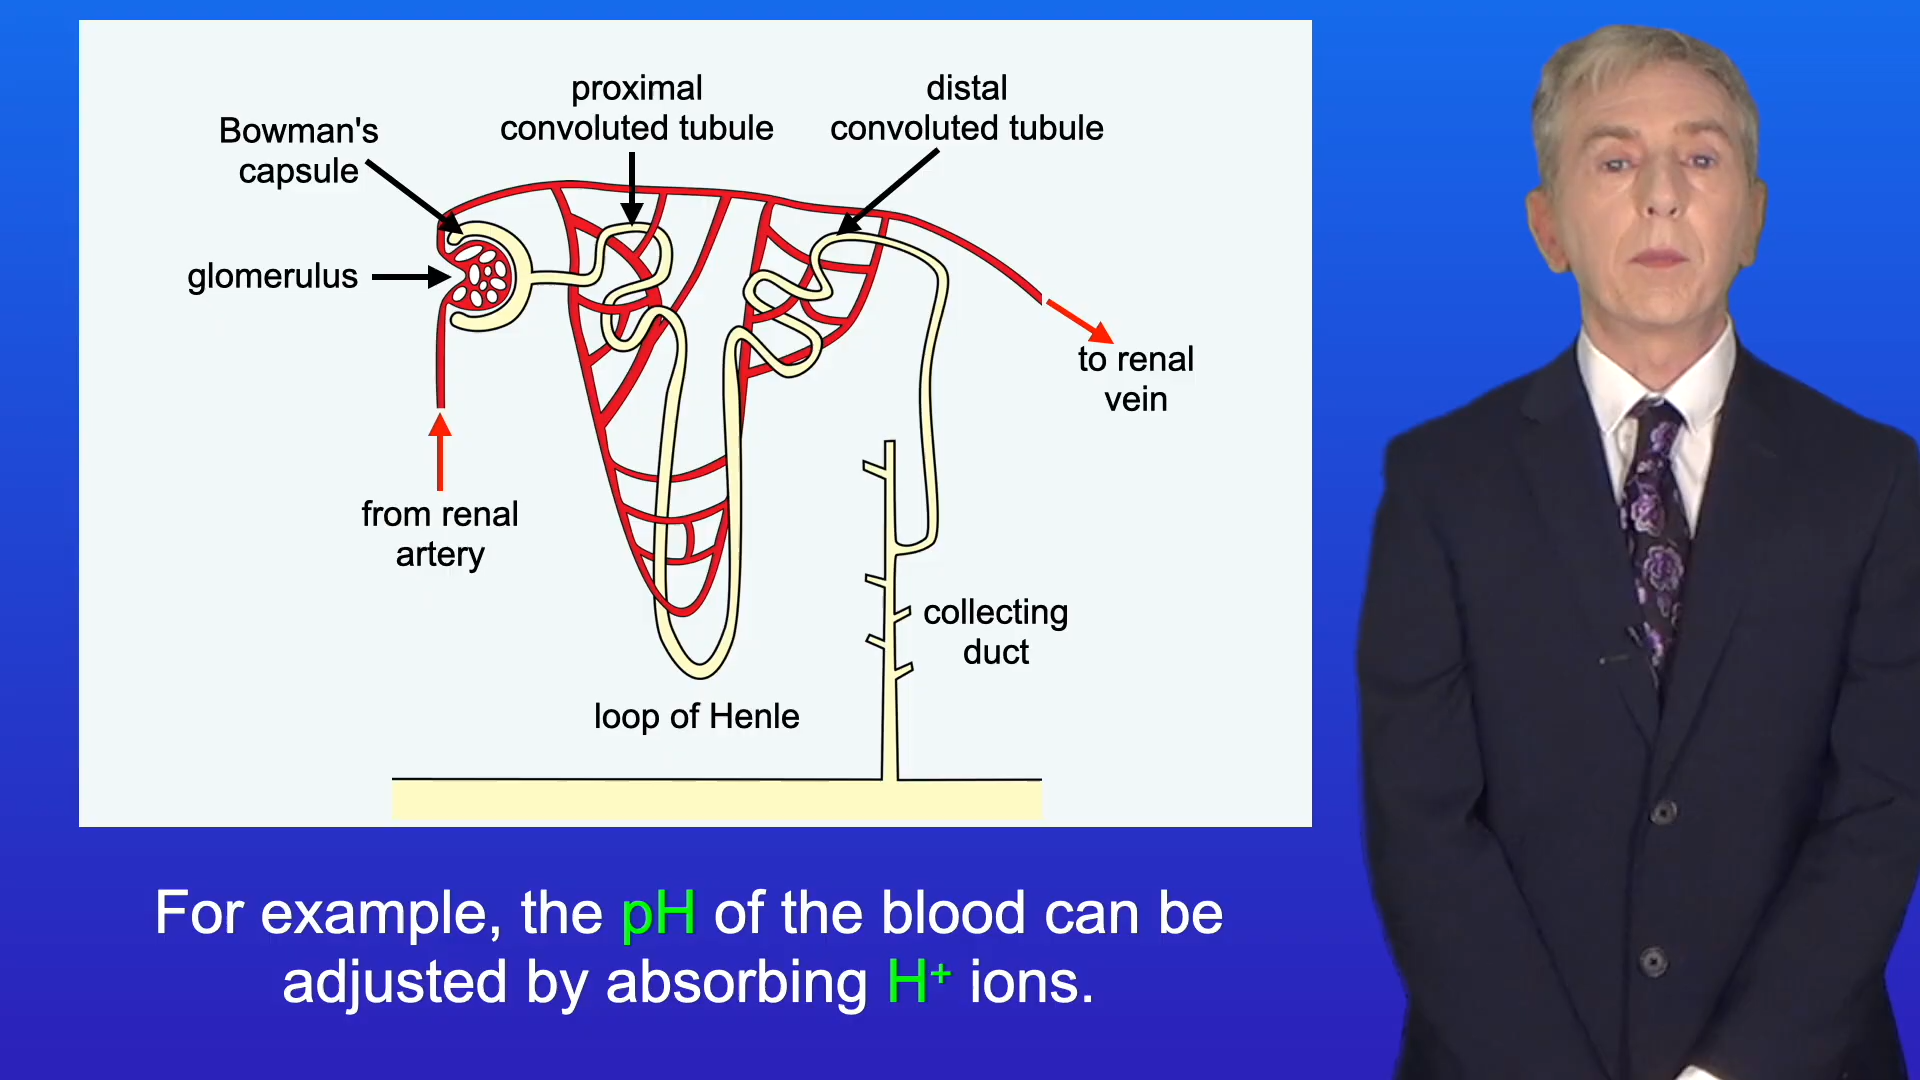 proximal
convoluted tubule
distal
convoluted tubule
Bowman's
capsule
glomerulus
to renal
vein
from renal
artery
collecting
duct
loop of Henle
For example, the pH of the blood can be
adjusted by absorbing H⁺ ions.